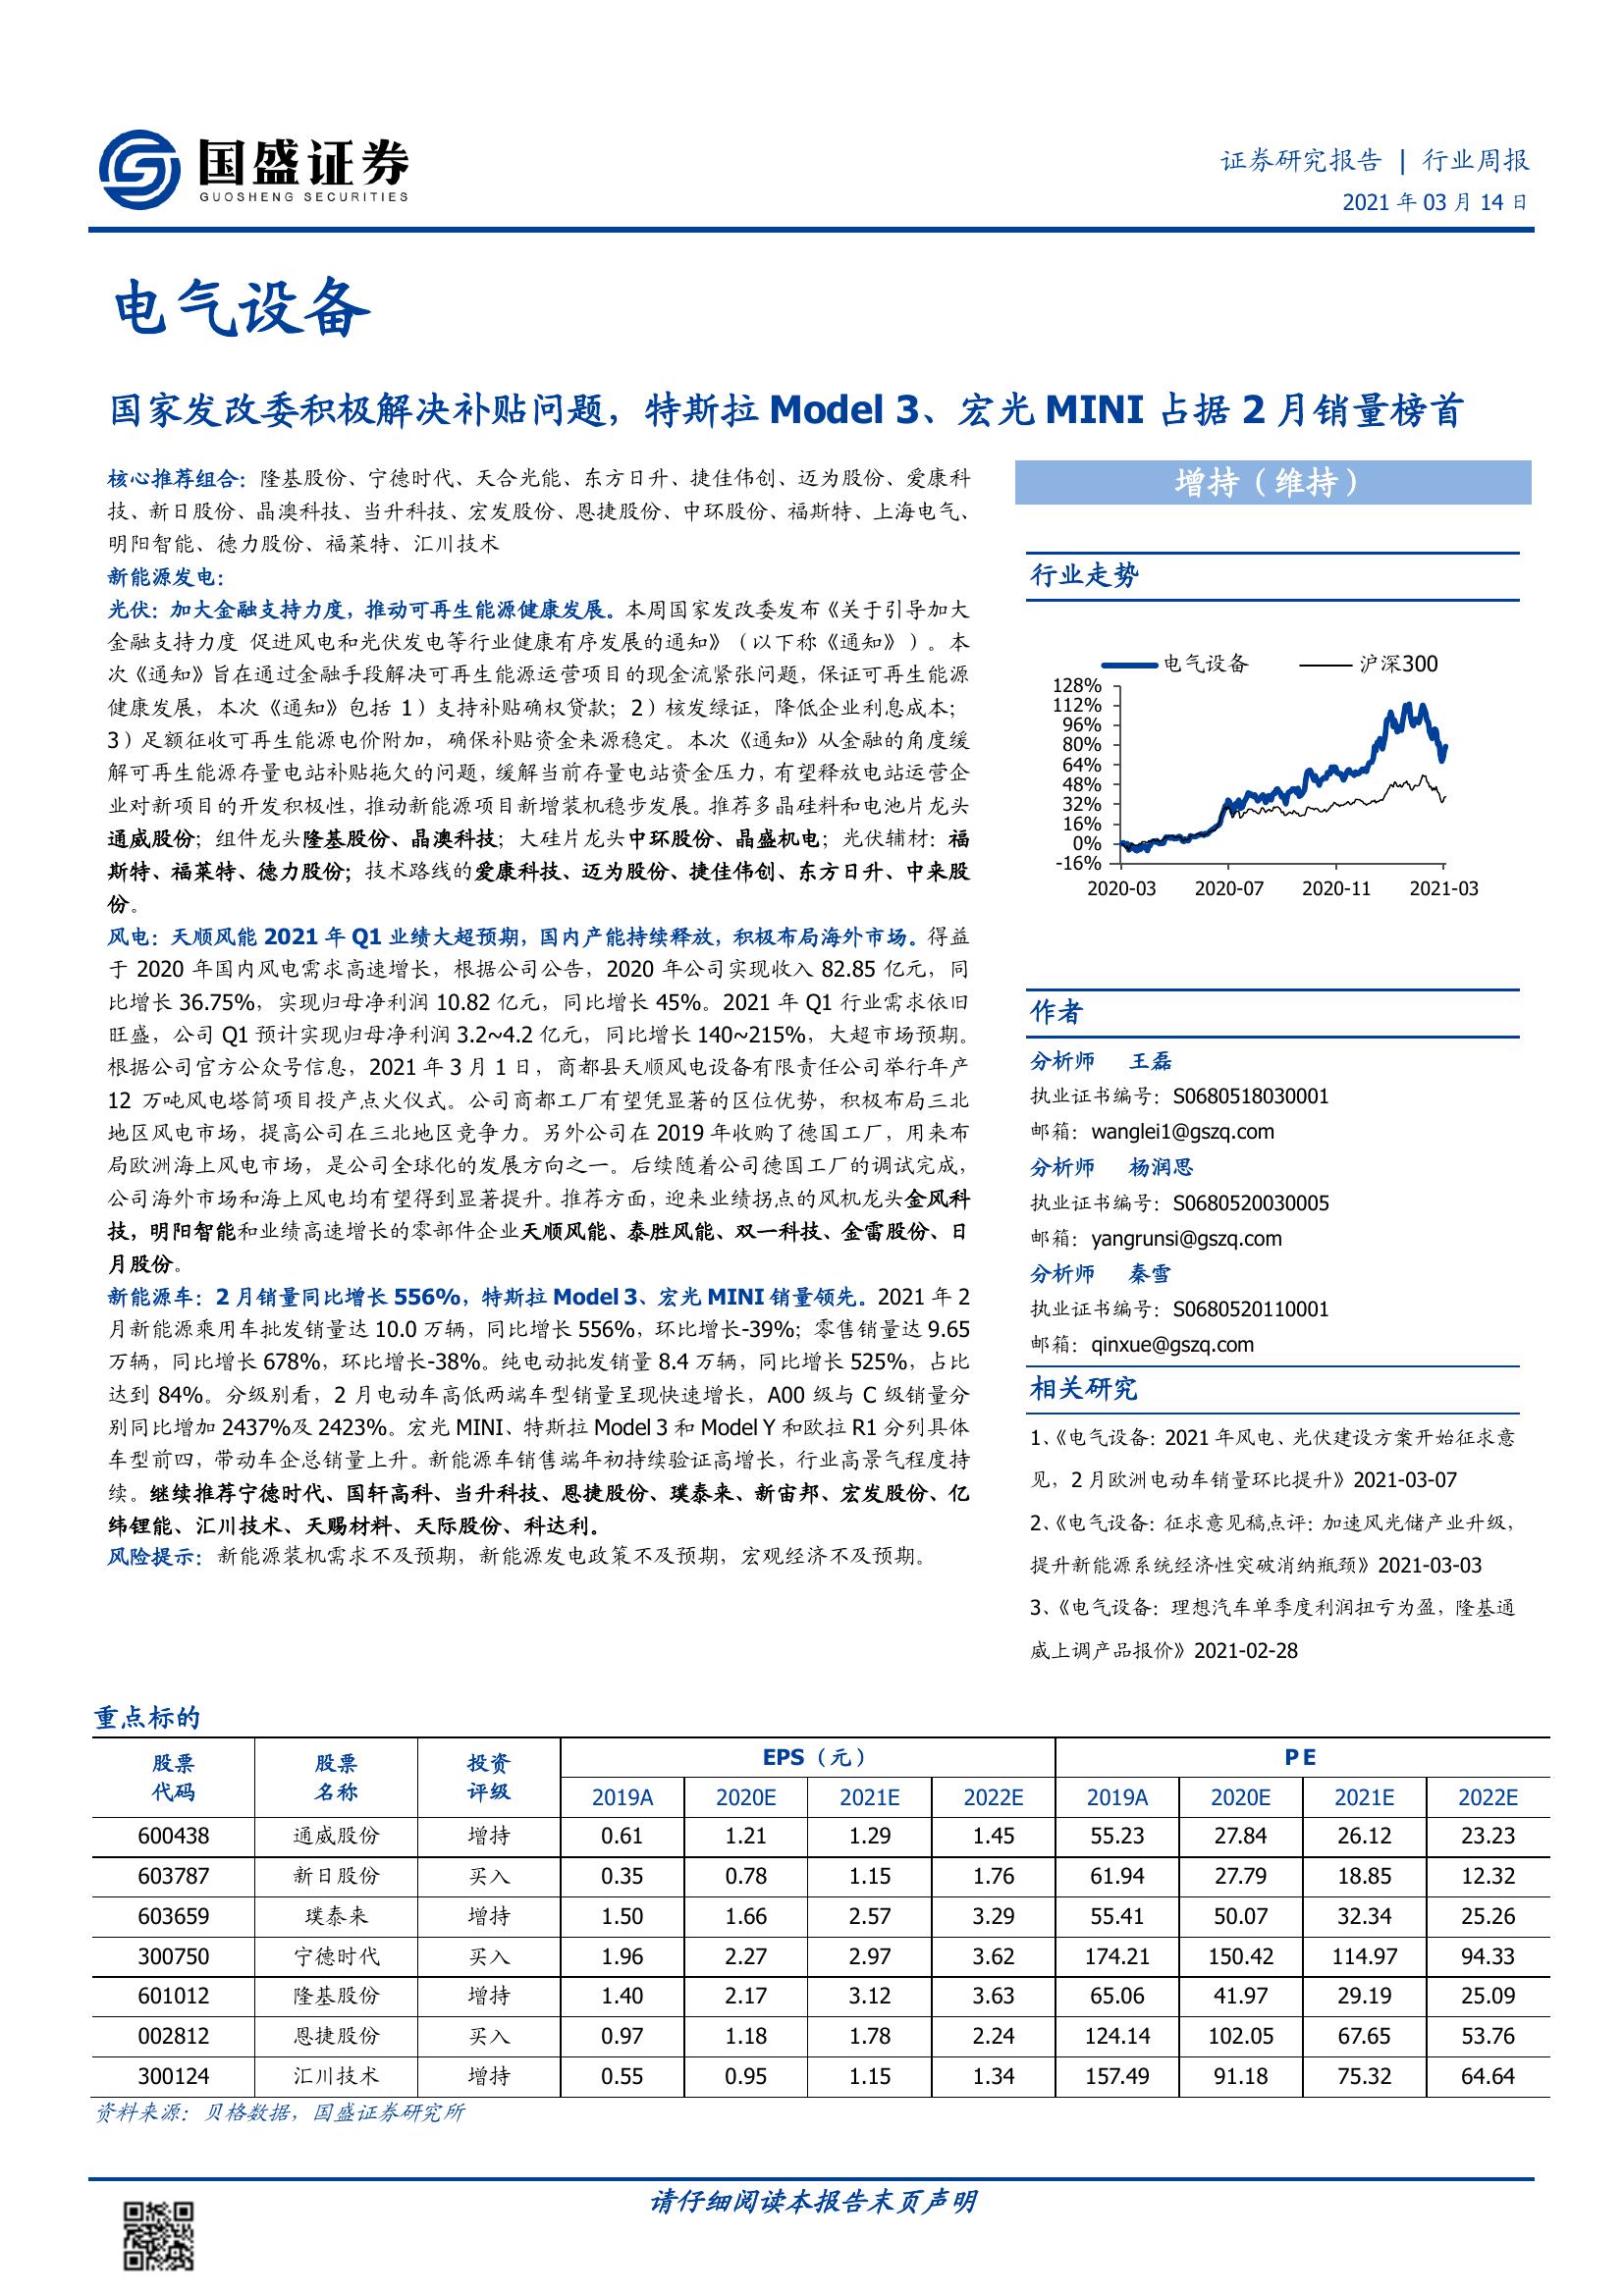 国盛证券
GUOSHENG SECURITIES
证券研究报告 | 行业周报
2021 年 03 月 14 日
电气设备
国家发改委积极解决补贴问题，特斯拉 Model 3、宏光 MINI 占据 2 月销量榜首
核心推荐组合：隆基股份、宁德时代、天合光能、东方日升、捷佳伟创、迈为股份、爱康科
技、新日股份、晶澳科技、当升科技、宏发股份、恩捷股份、中环股份、福斯特、上海电气、
明阳智能、德力股份、福莱特、汇川技术
新能源发电：
光伏：加大金融支持力度，推动可再生能源健康发展。本周国家发改委发布《关于引导加大
金融支持力度 促进风电和光伏发电等行业健康有序发展的通知》（以下称《通知》）。本
次《通知》旨在通过金融手段解决可再生能源运营项目的现金流紧张问题，保证可再生能源
健康发展，本次《通知》包括 1）支持补贴确权贷款；2）核发绿证，降低企业利息成本；
3）足额征收可再生能源电价附加，确保补贴资金来源稳定。本次《通知》从金融的角度缓
解可再生能源存量电站补贴拖欠的问题，缓解当前存量电站资金压力，有望释放电站运营企
业对新项目的开发积极性，推动新能源项目新增装机稳步发展。推荐多晶硅料和电池片龙头
通威股份；组件龙头隆基股份、晶澳科技；大硅片龙头中环股份、晶盛机电；光伏辅材：福
斯特、福莱特、德力股份；技术路线的爱康科技、迈为股份、捷佳伟创、东方日升、中来股
份。
风电：天顺风能 2021 年 Q1 业绩大超预期，国内产能持续释放，积极布局海外市场。得益
于 2020 年国内风电需求高速增长，根据公司公告，2020 年公司实现收入 82.85 亿元，同
比增长 36.75%，实现归母净利润 10.82 亿元，同比增长 45%。2021 年 Q1 行业需求依旧
旺盛，公司 Q1 预计实现归母净利润 3.2~4.2 亿元，同比增长 140~215%，大超市场预期。
根据公司官方公众号信息，2021 年 3 月 1 日，商都县天顺风电设备有限责任公司举行年产
12 万吨风电塔筒项目投产点火仪式。公司商都工厂有望凭显著的区位优势，积极布局三北
地区风电市场，提高公司在三北地区竞争力。另外公司在 2019 年收购了德国工厂，用来布
局欧洲海上风电市场，是公司全球化的发展方向之一。后续随着公司德国工厂的调试完成，
公司海外市场和海上风电均有望得到显著提升。推荐方面，迎来业绩拐点的风机龙头金风科
技，明阳智能和业绩高速增长的零部件企业天顺风能、泰胜风能、双一科技、金雷股份、日
月股份。
新能源车：2 月销量同比增长 556%，特斯拉 Model 3、宏光 MINI 销量领先。2021 年 2
月新能源乘用车批发销量达 10.0 万辆，同比增长 556%，环比增长-39%；零售销量达 9.65
万辆，同比增长 678%，环比增长-38%。纯电动批发销量 8.4 万辆，同比增长 525%，占比
达到 84%。分级别看，2 月电动车高低两端车型销量呈现快速增长，A00 级与 C 级销量分
别同比增加 2437%及 2423%。宏光 MINI、特斯拉 Model 3 和 Model Y 和欧拉 R1 分列具体
车型前四，带动车企总销量上升。新能源车销售端年初持续验证高增长，行业高景气程度持
续。继续推荐宁德时代、国轩高科、当升科技、恩捷股份、璞泰来、新宙邦、宏发股份、亿
纬锂能、汇川技术、天赐材料、天际股份、科达利。
风险提示：新能源装机需求不及预期，新能源发电政策不及预期，宏观经济不及预期。
增持（维持）
行业走势
电气设备 沪深300
128%
112%
96%
80%
64%
48%
32%
16%
0%
-16%
2020-03 2020-07 2020-11 2021-03
作者
分析师 王磊
执业证书编号：S0680518030001
邮箱：wanglei1@gszq.com
分析师 杨润思
执业证书编号：S0680520030005
邮箱：yangrunsi@gszq.com
分析师 秦雪
执业证书编号：S0680520110001
邮箱：qinxue@gszq.com
相关研究
1、《电气设备：2021 年风电、光伏建设方案开始征求意
见，2 月欧洲电动车销量环比提升》2021-03-07
2、《电气设备：征求意见稿点评：加速风光储产业升级，
提升新能源系统经济性突破消纳瓶颈》2021-03-03
3、《电气设备：理想汽车单季度利润扭亏为盈，隆基通
威上调产品报价》2021-02-28
重点标的
股票 股票 投资 EPS（元） P E
代码 名称 评级 2019A 2020E 2021E 2022E 2019A 2020E 2021E 2022E
600438 通威股份 增持 0.61 1.21 1.29 1.45 55.23 27.84 26.12 23.23
603787 新日股份 买入 0.35 0.78 1.15 1.76 61.94 27.79 18.85 12.32
603659 璞泰来 增持 1.50 1.66 2.57 3.29 55.41 50.07 32.34 25.26
300750 宁德时代 买入 1.96 2.27 2.97 3.62 174.21 150.42 114.97 94.33
601012 隆基股份 增持 1.40 2.17 3.12 3.63 65.06 41.97 29.19 25.09
002812 恩捷股份 买入 0.97 1.18 1.78 2.24 124.14 102.05 67.65 53.76
300124 汇川技术 增持 0.55 0.95 1.15 1.34 157.49 91.18 75.32 64.64
资料来源：贝格数据，国盛证券研究所
请仔细阅读本报告末页声明